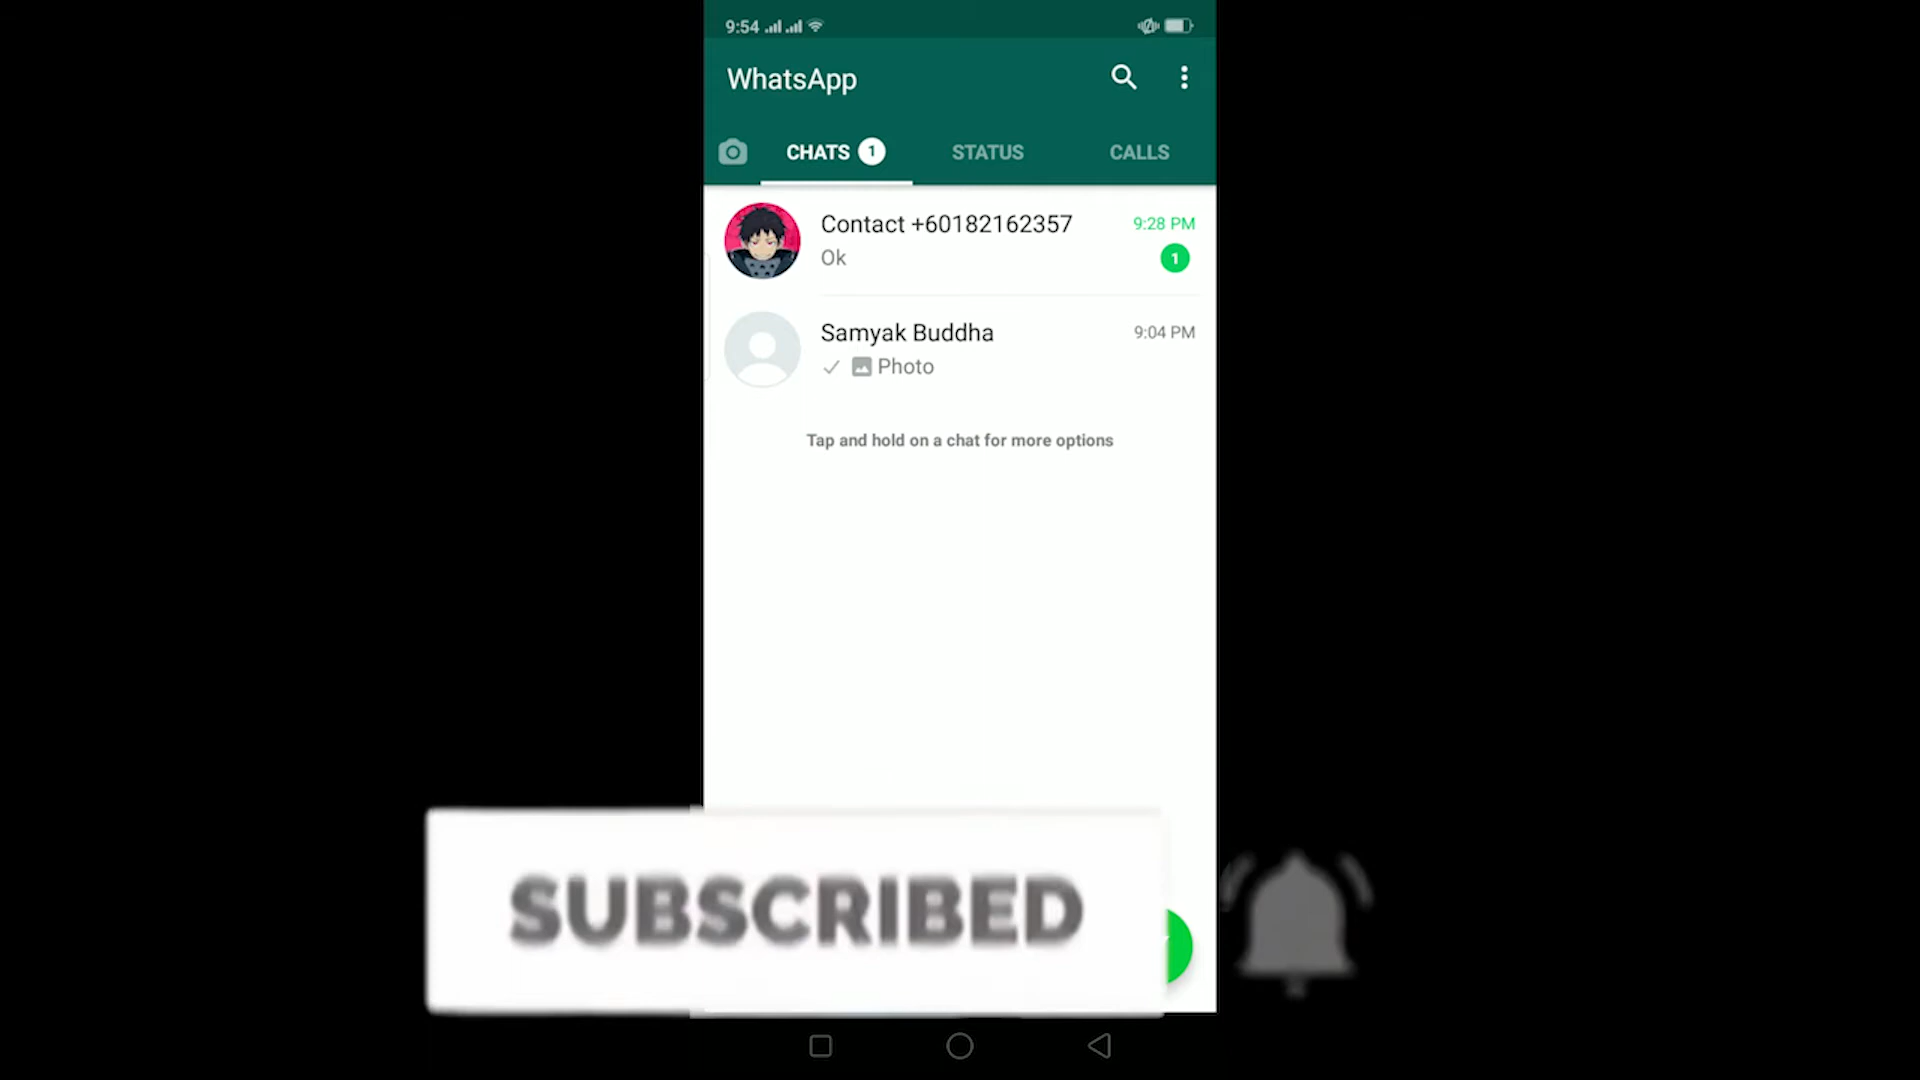 9:54
WhatsApp
CHATS 1 STATUS CALLS
Contact +60182162357 9:28 PM
Ok 1
Samyak Buddha 9:04 PM
Photo
Tap and hold on a chat for more options
SUBSCRIBED